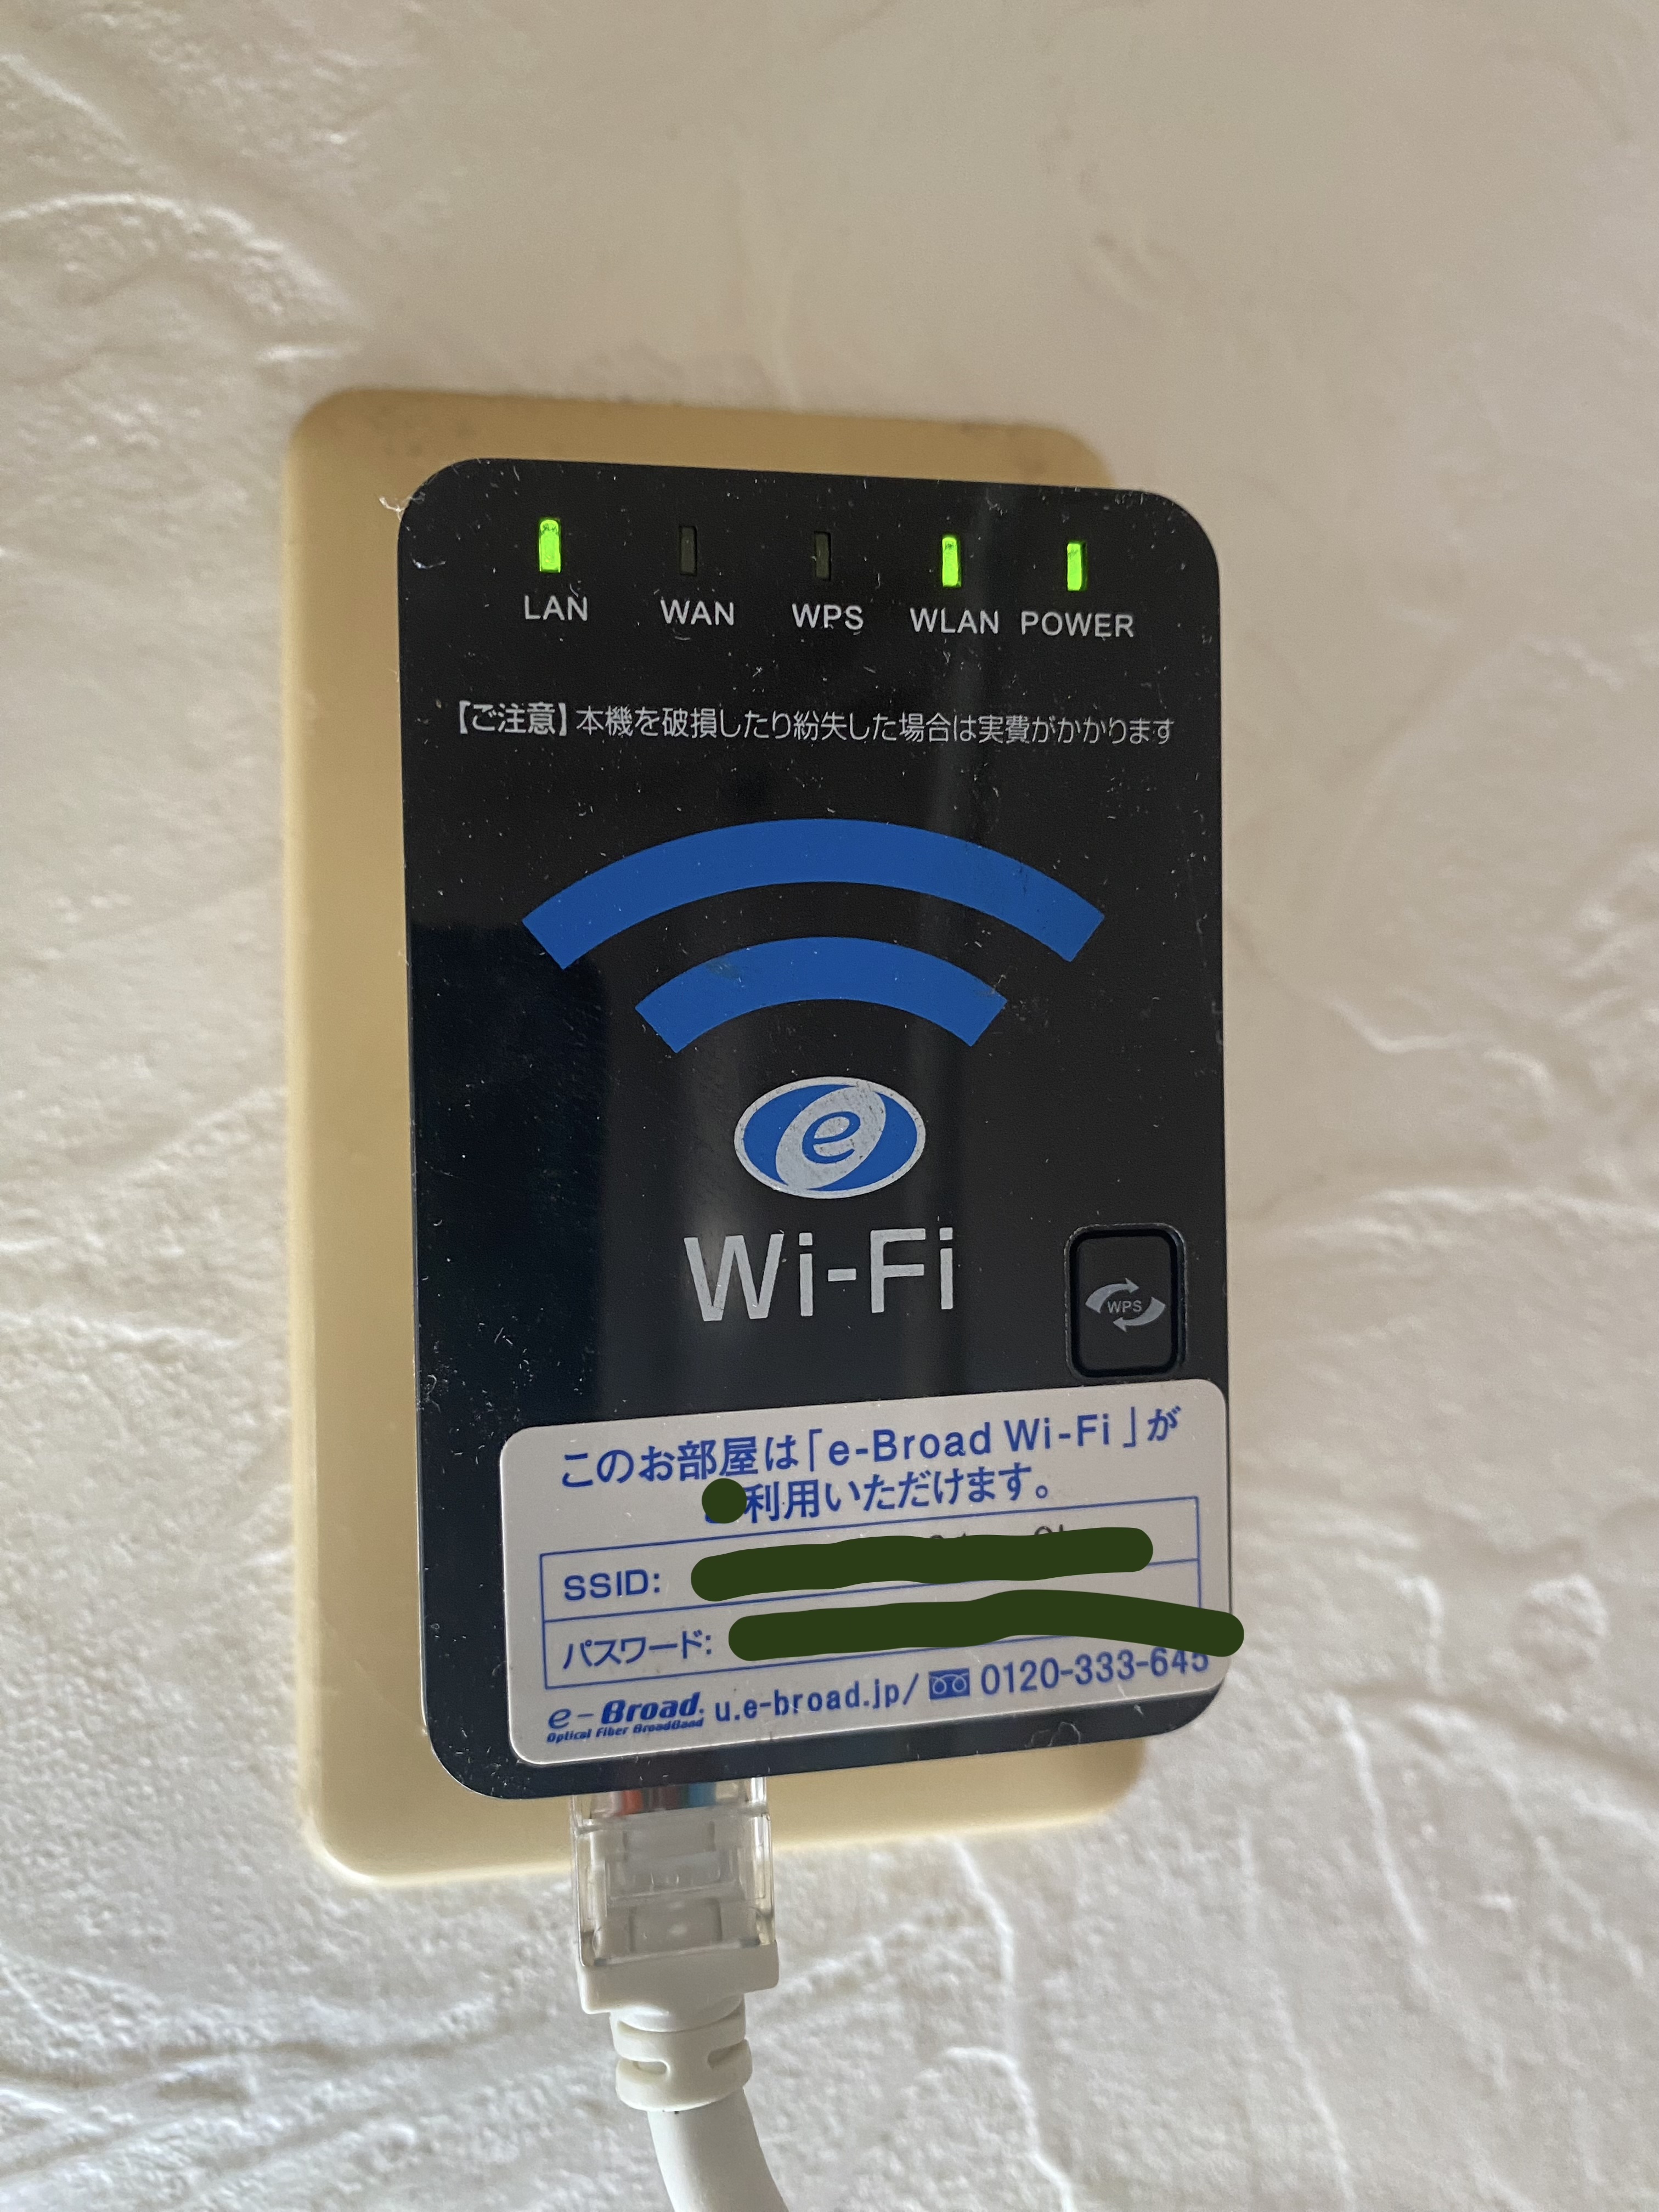 LAN WAN WPS WLAN POWER
【ご注意】本機を破損したり紛失した場合は実費がかかります
e
Wi-Fi
WPS
このお部屋は「e-Broad Wi-Fi」が
利用いただけます。
SSID:
パスワード:
e-Broad. u.e-broad.jp/ 0120-333-645
Optical Fiber BroadBand